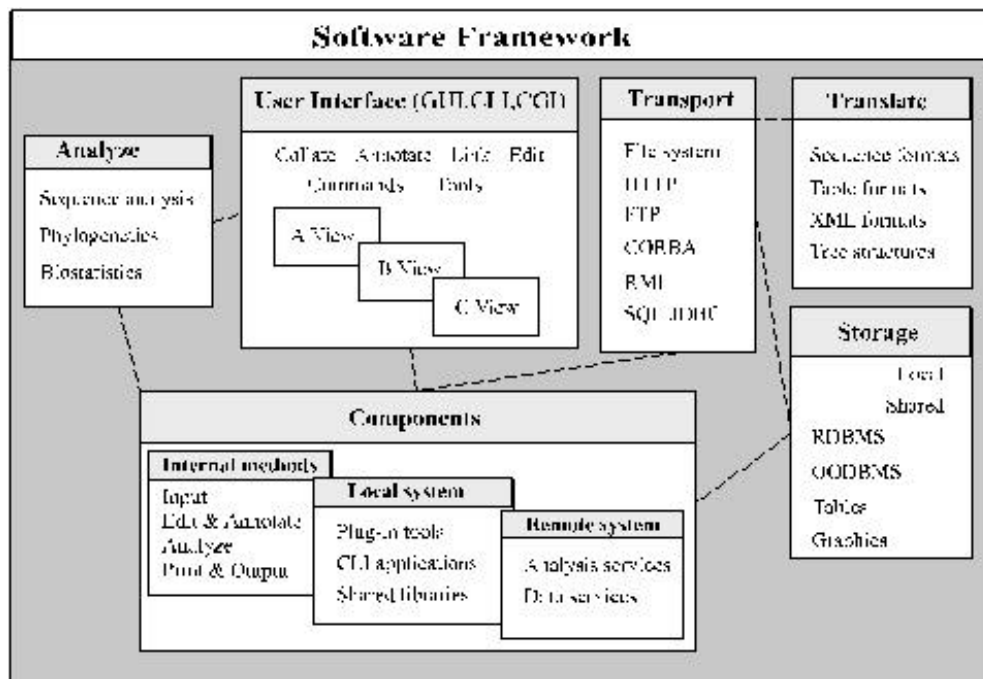 Software Framework
User Interface (GUI,CLI,CGI)
Collate Annotate Link Edit
Commands Tools
A View
B View
C View
Transport
File system
HTTP
FTP
CORBA
RMI
SQL JDBC
Translate
Sequence formats
Table formats
XML formats
Tree structures
Analyze
Sequence analysis
Phylogenetics
Biostatistics
Storage
Local
Shared
RDBMS
OODBMS
Tables
Graphics
Components
Internal methods
Input
Edit & Annotate
Analyze
Print & Output
Local system
Plug-in tools
CLI applications
Shared libraries
Remote system
Analysis services
Data services